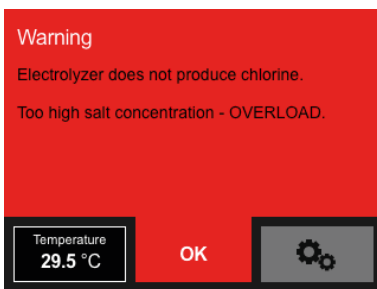 Warning
Electrolyzer does not produce chlorine.
Too high salt concentration - OVERLOAD.
Temperature
29.5 °C
OK